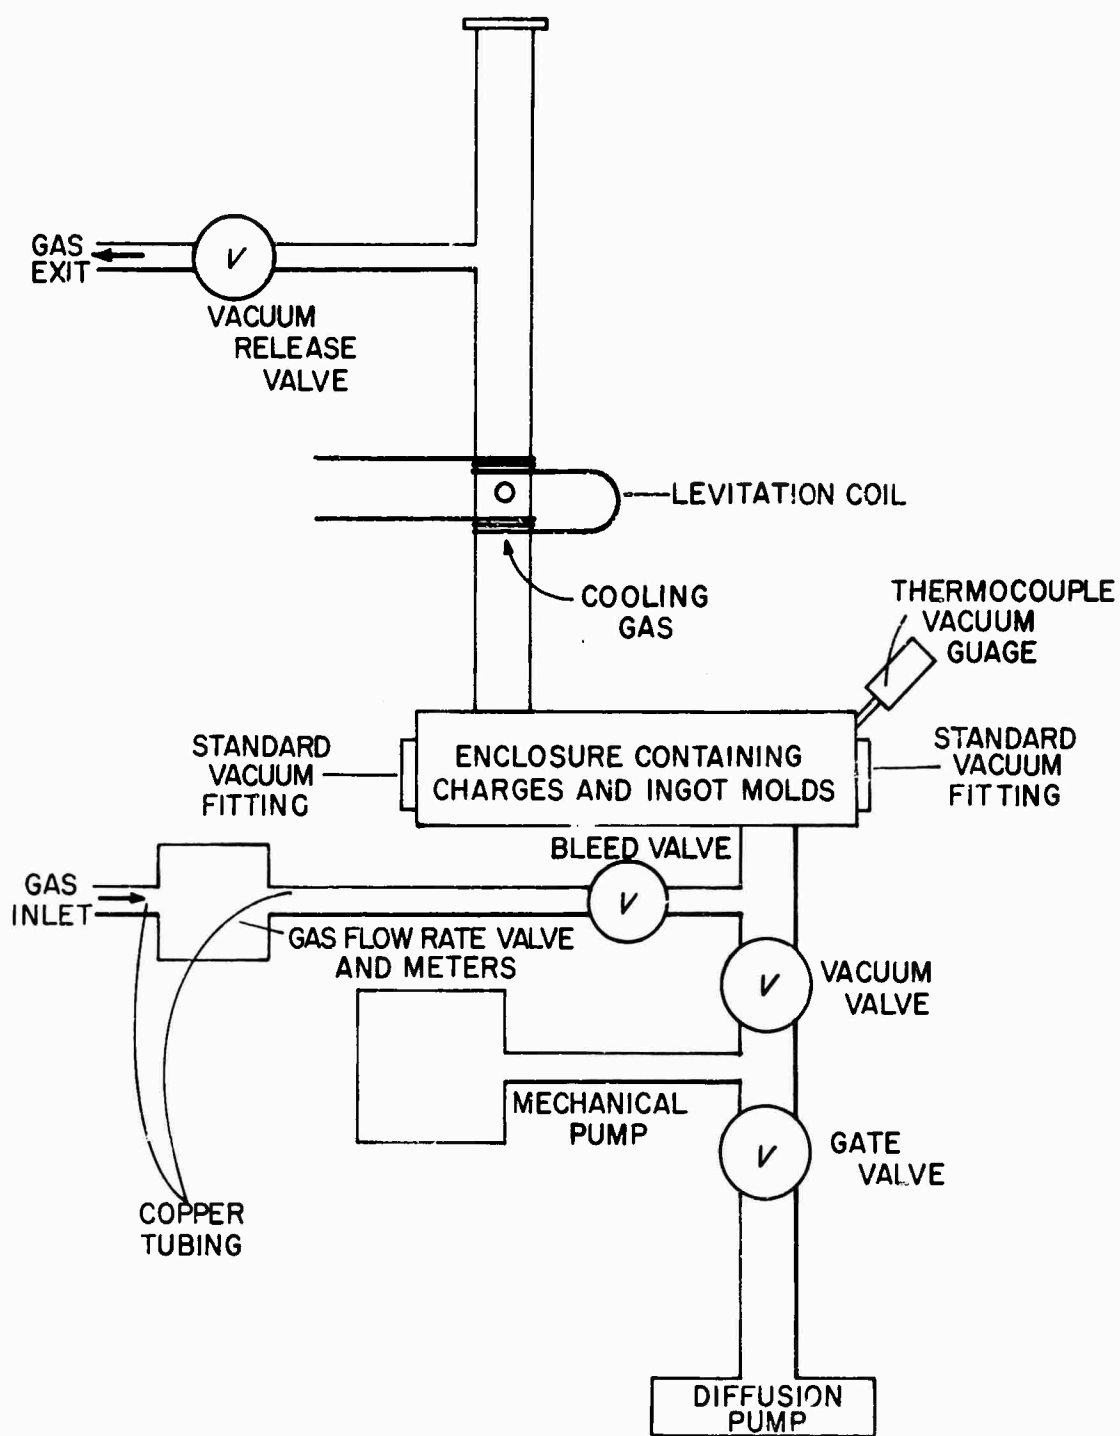 GAS
EXIT
V
VACUUM
RELEASE
VALVE
LEVITATION COIL
COOLING
GAS
THERMOCOUPLE
VACUUM
GUAGE
STANDARD
VACUUM
FITTING
ENCLOSURE CONTAINING
CHARGES AND INGOT MOLDS
STANDARD
VACUUM
FITTING
BLEED VALVE
GAS
INLET
V
GAS FLOW RATE VALVE
AND METERS
V
VACUUM
VALVE
MECHANICAL
PUMP
V
GATE
VALVE
COPPER
TUBING
DIFFUSION
PUMP